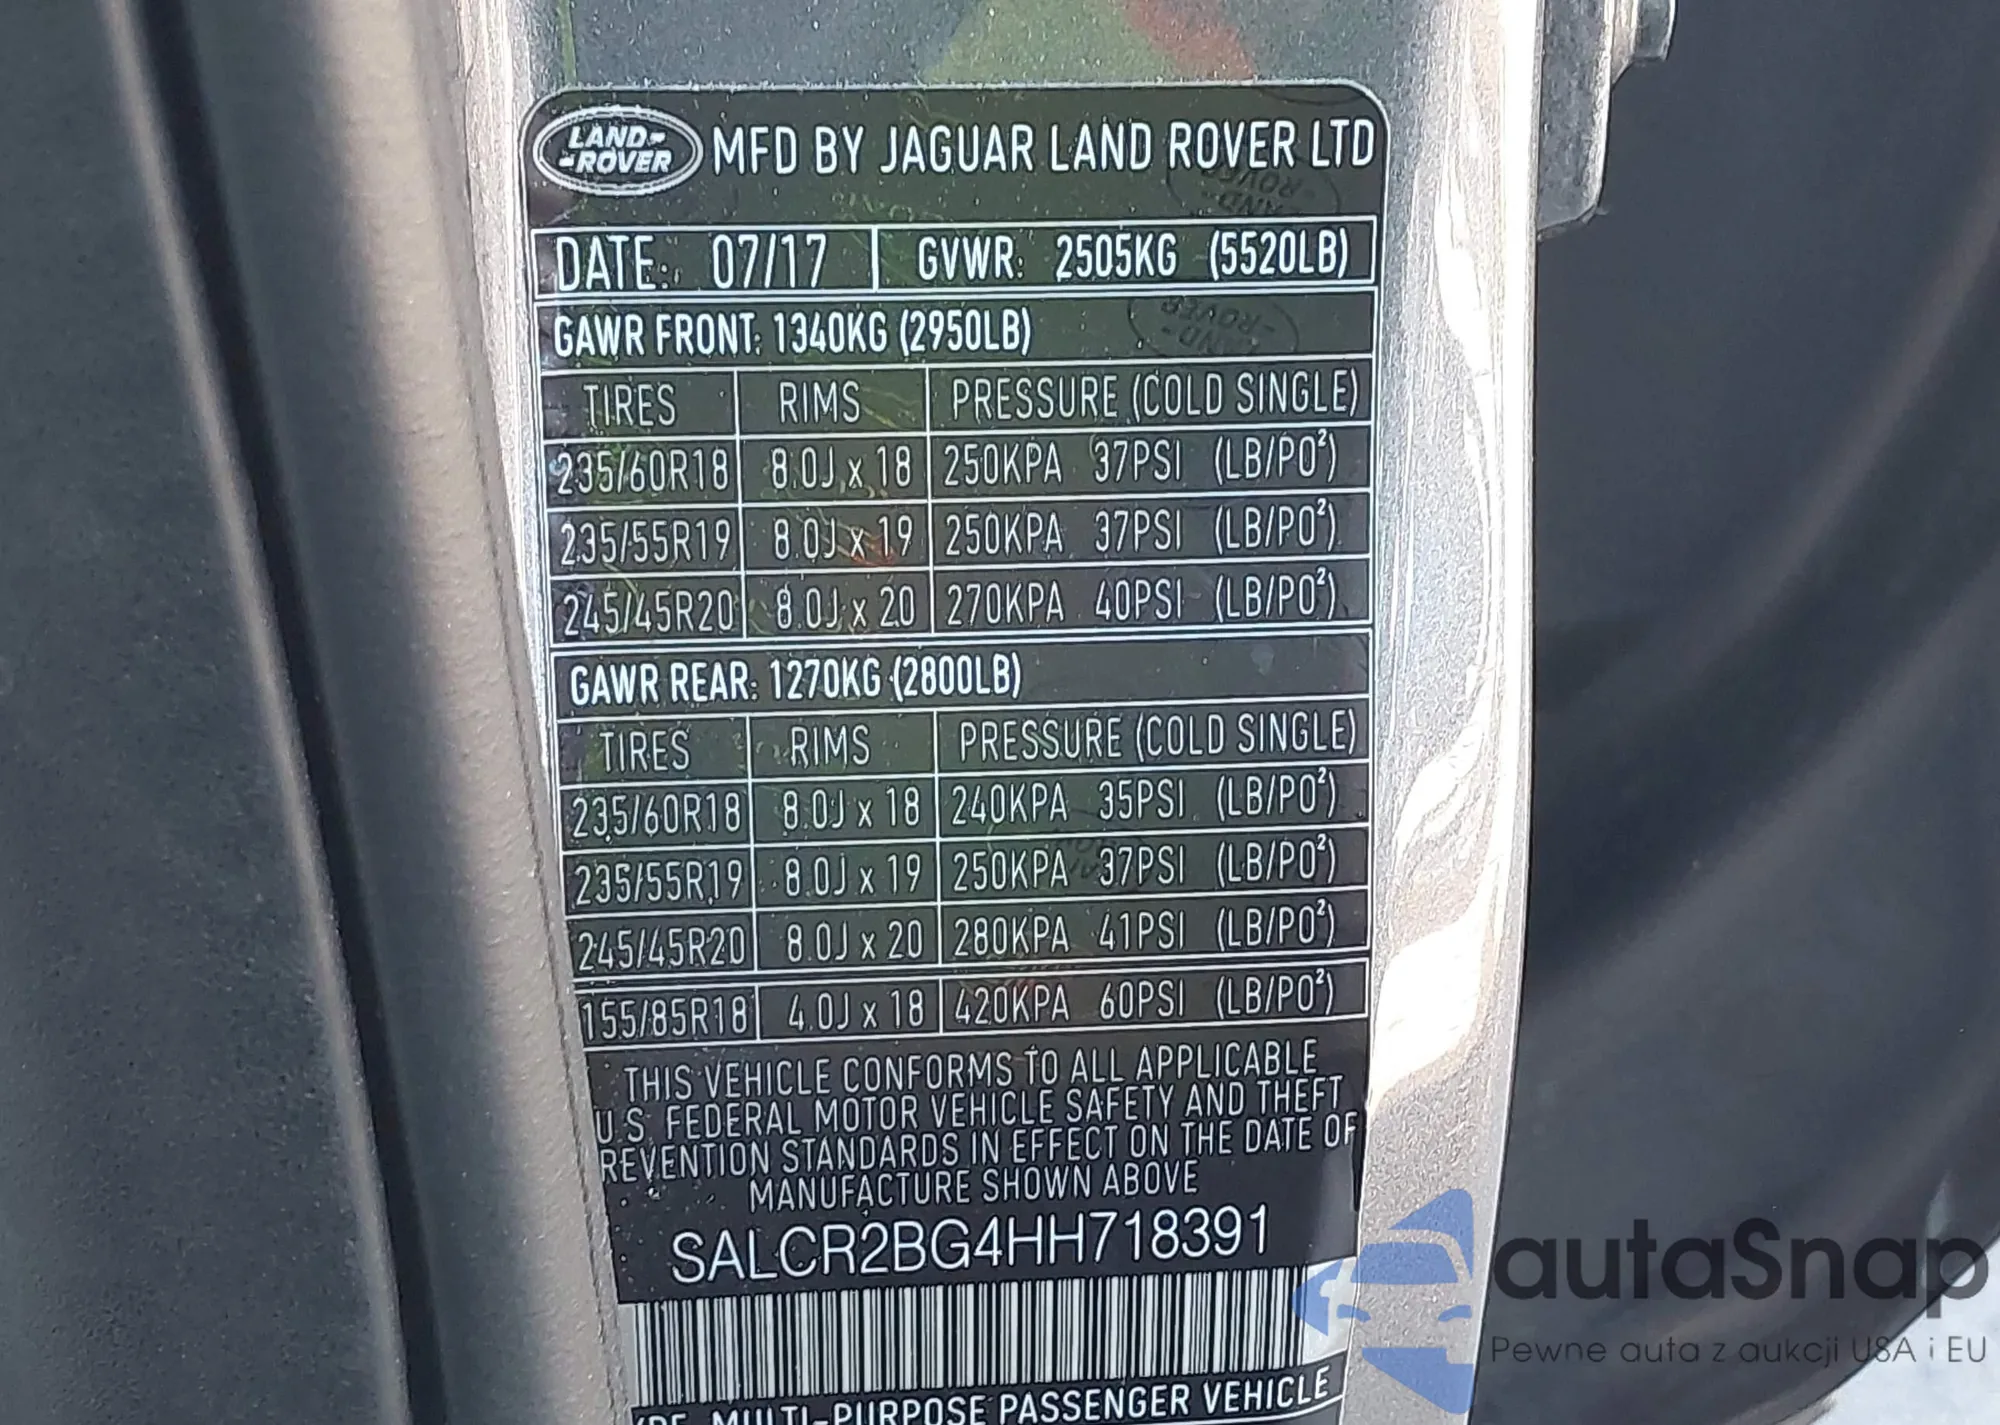 LAND-
-ROVER
MFD BY JAGUAR LAND ROVER LTD
DATE: 07/17 GVWR: 2505KG (5520LB)
GAWR FRONT: 1340KG (2950LB)
TIRES RIMS PRESSURE (COLD SINGLE)
235/60R18 8.0J x 18 250KPA 37PSI (LB/PO²)
235/55R19 8.0J x 19 250KPA 37PSI (LB/PO²)
245/45R20 8.0J x 20 270KPA 40PSI (LB/PO²)
GAWR REAR: 1270KG (2800LB)
TIRES RIMS PRESSURE (COLD SINGLE)
235/60R18 8.0J x 18 240KPA 35PSI (LB/PO²)
235/55R19 8.0J x 19 250KPA 37PSI (LB/PO²)
245/45R20 8.0J x 20 280KPA 41PSI (LB/PO²)
155/85R18 4.0J x 18 420KPA 60PSI (LB/PO²)
THIS VEHICLE CONFORMS TO ALL APPLICABLE
U.S. FEDERAL MOTOR VEHICLE SAFETY AND THEFT
REVENTION STANDARDS IN EFFECT ON THE DATE OF
MANUFACTURE SHOWN ABOVE
SALCR2BG4HH718391
MULTI-PURPOSE PASSENGER VEHICLE
autaSnap
Pewne auta z aukcji USA i EU